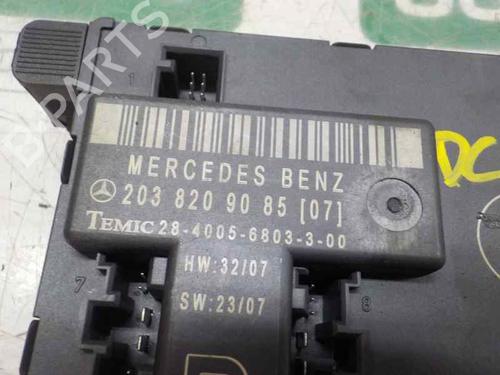 B PARTS
1
MERCEDES BENZ
203 820 90 85 [07]
TEMIC 28-4005-6803-3-00
HW:32/07
SW:23/07
7
8
DC